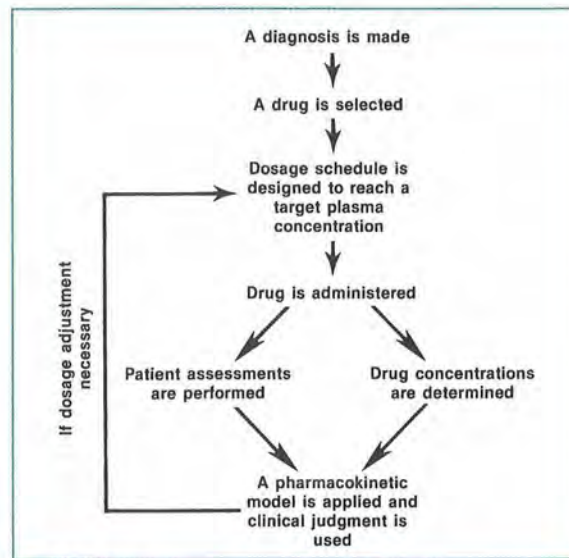 A diagnosis is made
A drug is selected
Dosage schedule is
designed to reach a
target plasma
concentration
Drug is administered
If dosage adjustment
necessary
Patient assessments
are performed
Drug concentrations
are determined
A pharmacokinetic
model is applied and
clinical judgment is
used